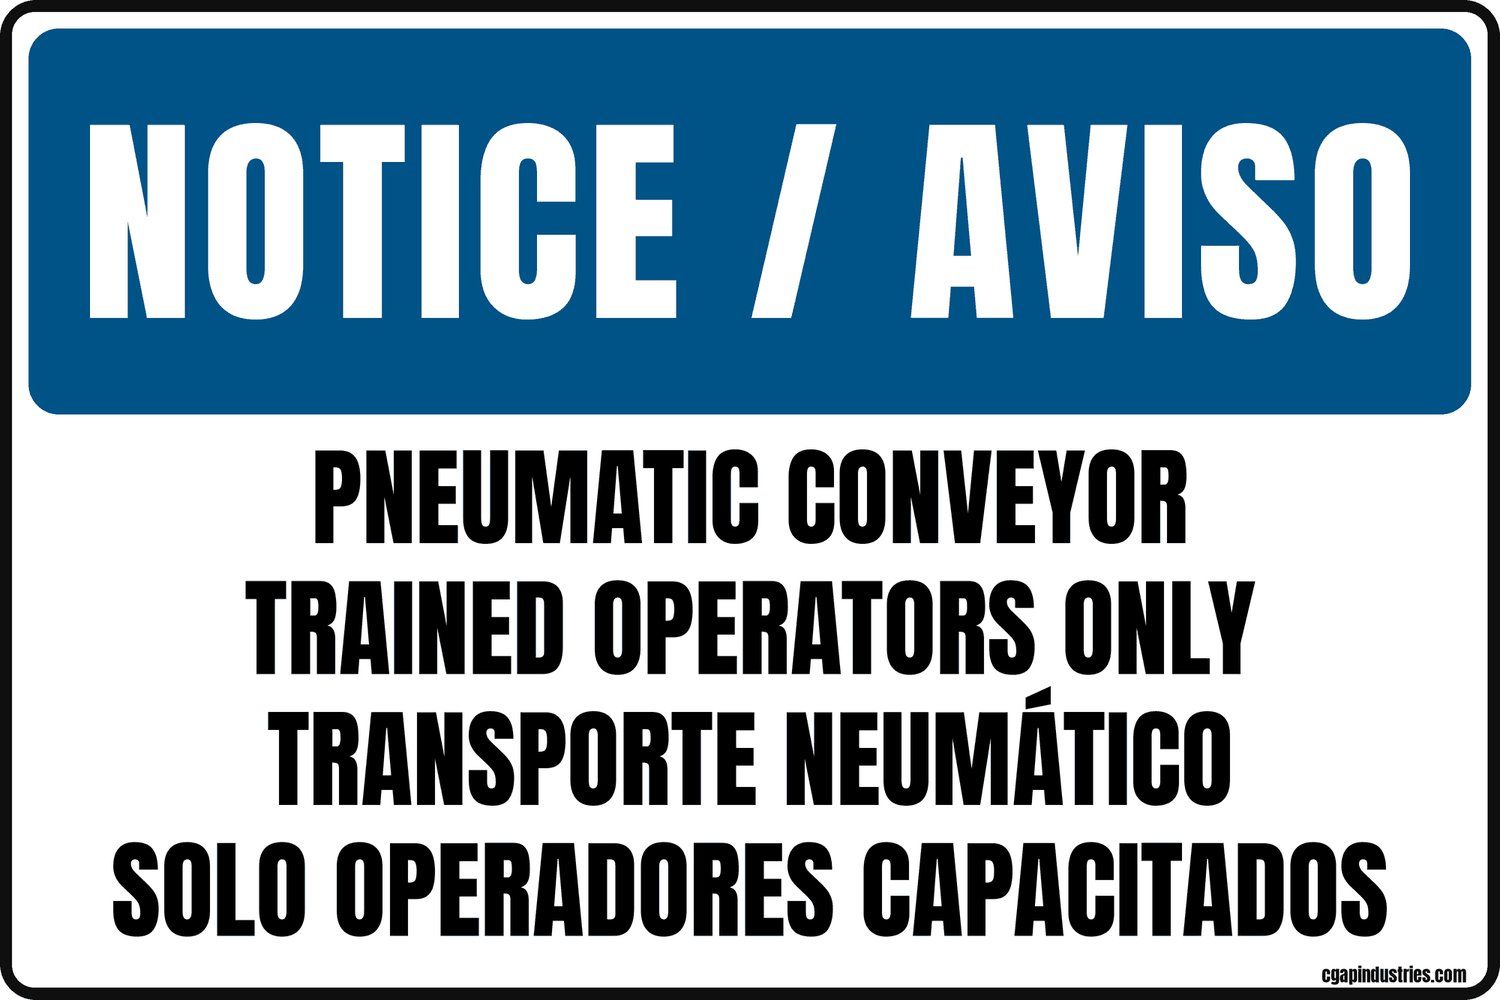 NOTICE / AVISO
PNEUMATIC CONVEYOR
TRAINED OPERATORS ONLY
TRANSPORTE NEUMÁTICO
SOLO OPERADORES CAPACITADOS
cgapindustries.com